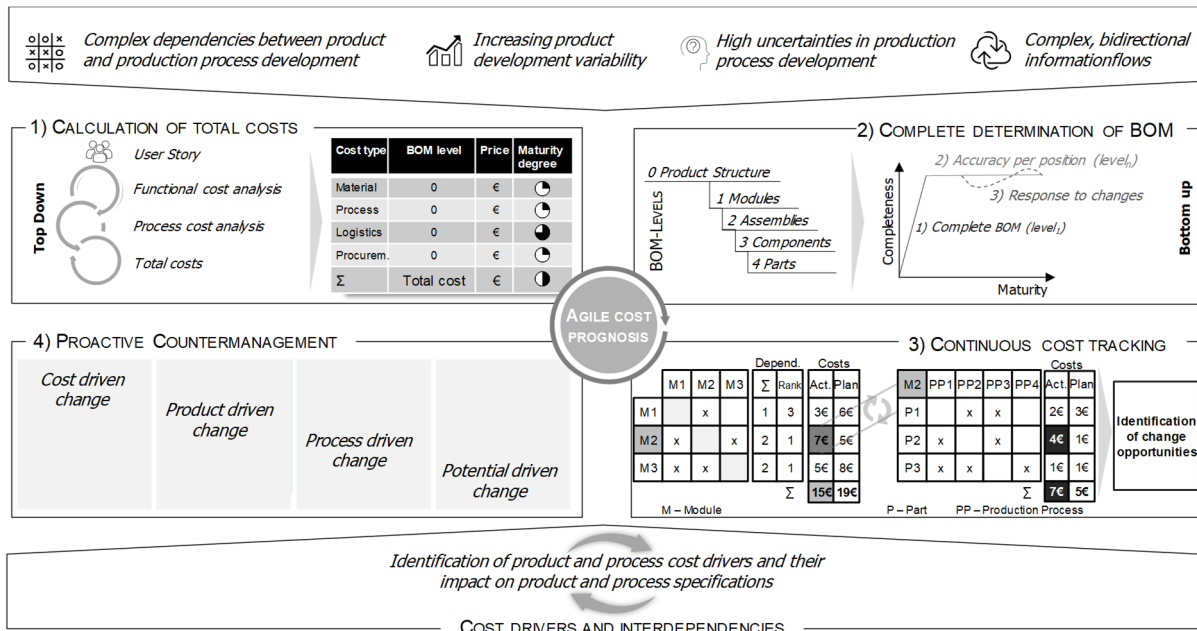 Complex dependencies between product
and production process development
Increasing product
development variability
High uncertainties in production
process development
Complex, bidirectional
informationflows
1) CALCULATION OF TOTAL COSTS
Top Down
User Story
Functional cost analysis
Process cost analysis
Total costs
Cost type BOM level Price Maturity degree
Material 0 €
Process 0 €
Logistics 0 €
Procurem. 0 €
Σ Total cost €
2) COMPLETE DETERMINATION OF BOM
BOM-LEVELS
0 Product Structure
1 Modules
2 Assemblies
3 Components
4 Parts
Completeness
2) Accuracy per position (level_n)
3) Response to changes
1) Complete BOM (level_1)
Maturity
Bottom up
AGILE COST
PROGNOSIS
4) PROACTIVE COUNTERMANAGEMENT
Cost driven
change
Product driven
change
Process driven
change
Potential driven
change
3) CONTINUOUS COST TRACKING
Depend. Costs
M1 M2 M3 Σ Rank Act. Plan
M1 x 1 3 3€ 6€
M2 x x 2 1 7€ 5€
M3 x x 2 1 5€ 8€
Σ 15€ 19€
M – Module
Costs
M2 PP1 PP2 PP3 PP4 Act. Plan
P1 x x 2€ 3€
P2 x x 4€ 1€
P3 x x x 1€ 1€
Σ 7€ 5€
P – Part PP – Production Process
Identification
of change
opportunities
Identification of product and process cost drivers and their
impact on product and process specifications
COST DRIVERS AND INTERDEPENDENCIES